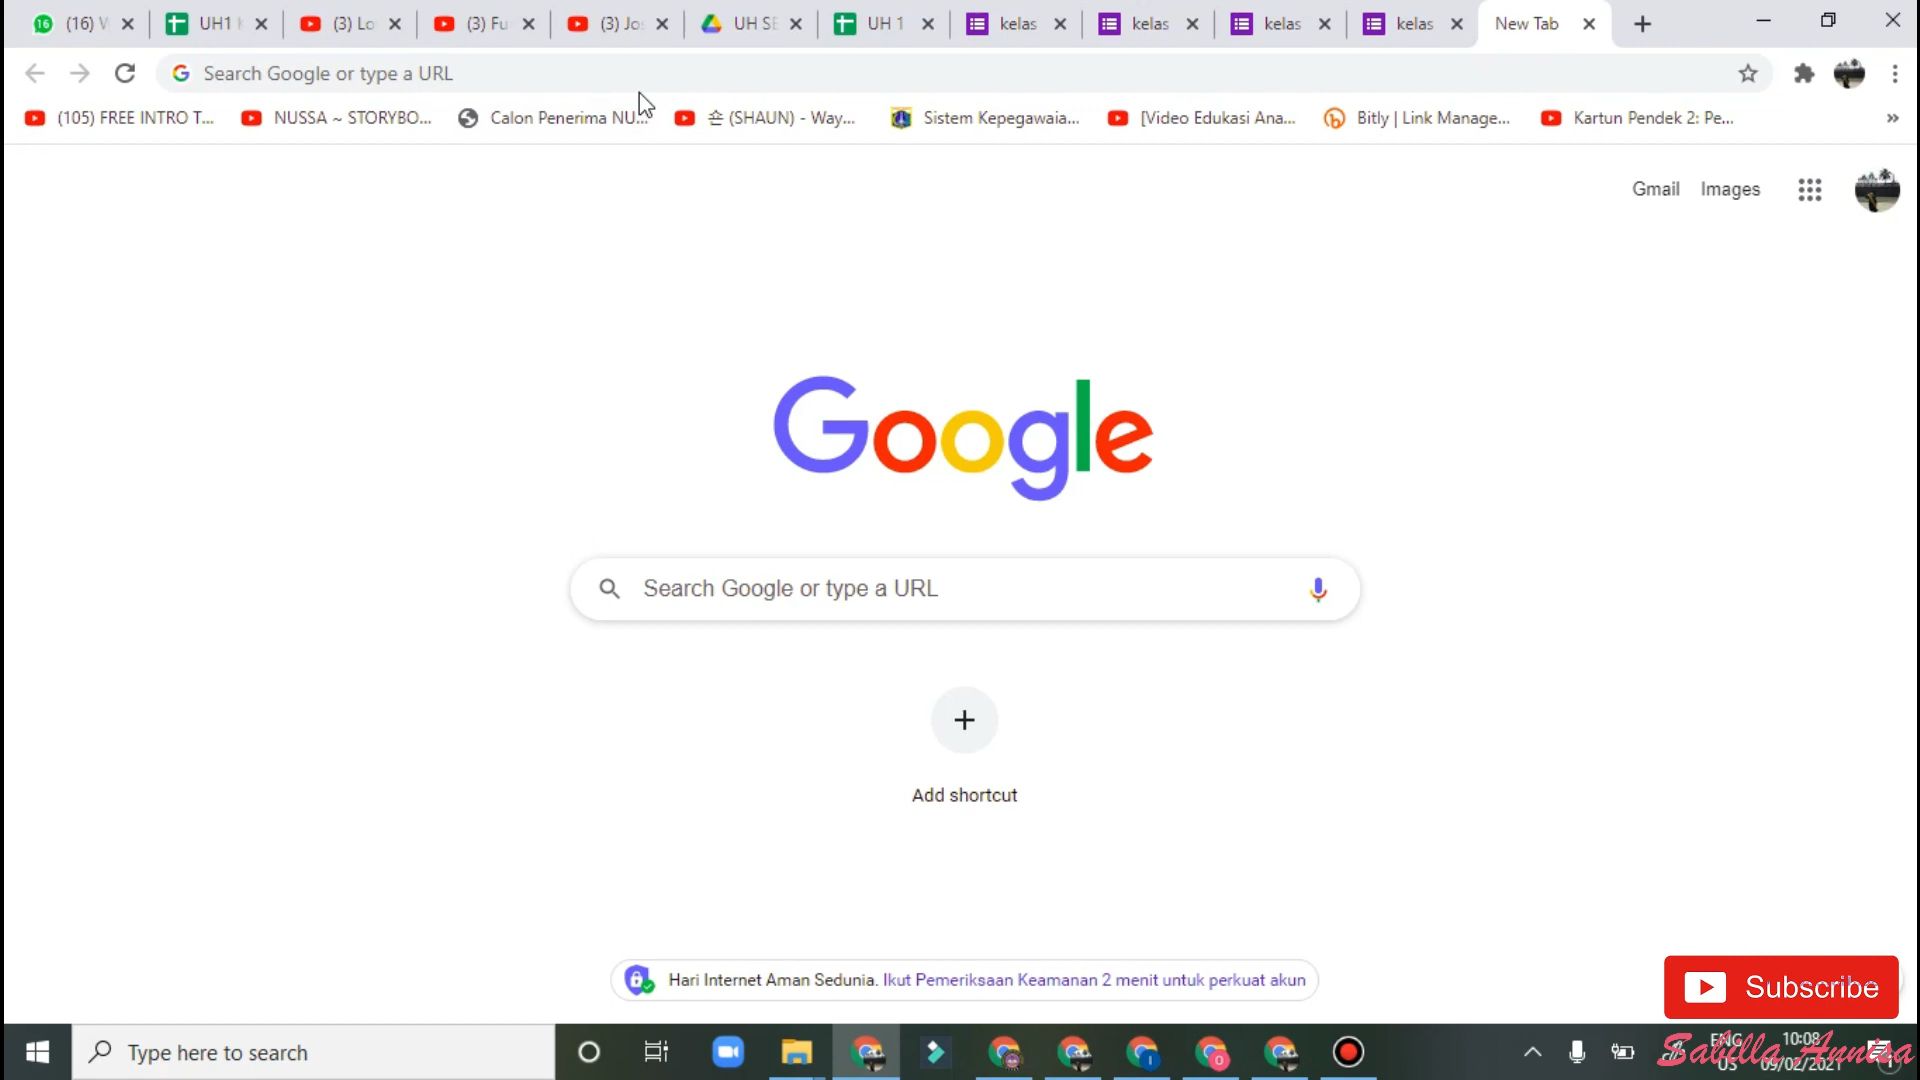 (16) W
UH1 K
(3) Lo
(3) Fu
(3) Jos
UH SE
UH 1
kelas
kelas
kelas
kelas
New Tab
Search Google or type a URL
(105) FREE INTRO T...
NUSSA ~ STORYBO...
Calon Penerima NU...
손 (SHAUN) - Way...
Sistem Kepegawaia...
[Video Edukasi Ana...
Bitly | Link Manage...
Kartun Pendek 2: Pe...
Gmail
Images
Google
Search Google or type a URL
Add shortcut
Hari Internet Aman Sedunia. Ikut Pemeriksaan Keamanan 2 menit untuk perkuat akun
Subscribe
Type here to search
ENG
US
10:08
09/02/2021
Sabilla Annisa